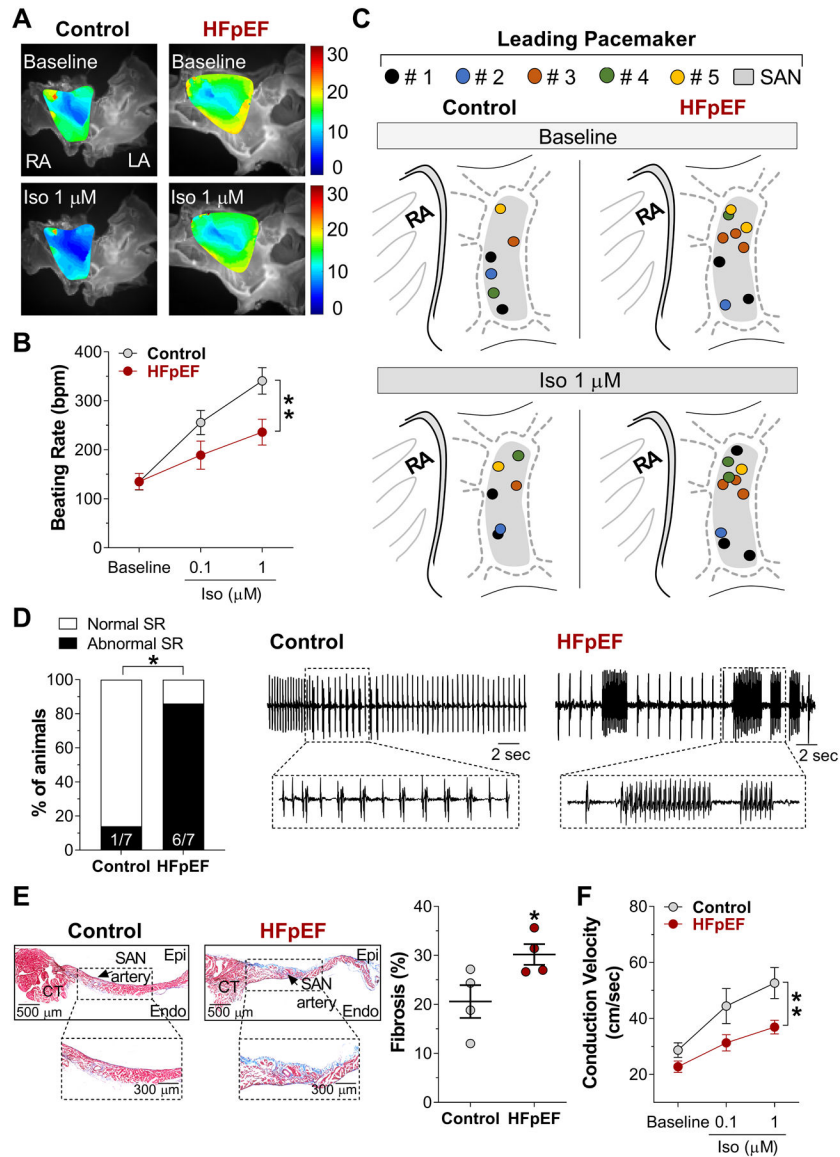 A
Control
HFpEF
Baseline
Baseline
30
20
10
0
RA
LA
Iso 1 μM
Iso 1 μM
30
20
10
0
B
Control
HFpEF
Beating Rate (bpm)
400
300
200
100
0
**
Baseline
0.1
1
Iso (μM)
C
Leading Pacemaker
# 1
# 2
# 3
# 4
# 5
SAN
Control
HFpEF
Baseline
RA
RA
Iso 1 μM
RA
RA
D
Normal SR
Abnormal SR
*
% of animals
100
80
60
40
20
0
1/7
6/7
Control
HFpEF
Control
HFpEF
2 sec
2 sec
E
Control
HFpEF
SAN
artery
Epi
CT
500 μm
Endo
Epi
CT
SAN
artery
500 μm
Endo
300 μm
300 μm
Fibrosis (%)
40
30
20
10
0
*
Control
HFpEF
F
Control
HFpEF
Conduction Velocity
(cm/sec)
80
60
40
20
**
Baseline
0.1
1
Iso (μM)